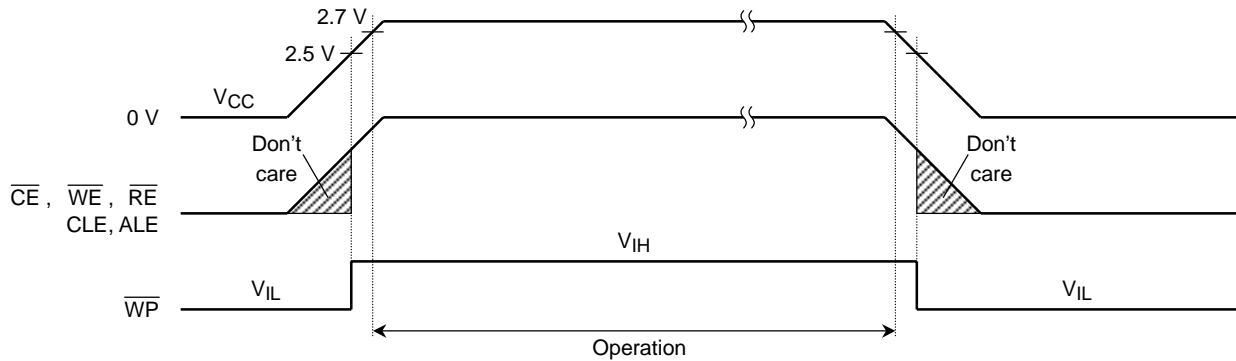 2.7 V
2.5 V
VCC
0 V
Don't
care
Don't
care
CE , WE , RE
CLE, ALE
VIH
VIL
VIL
WP
Operation